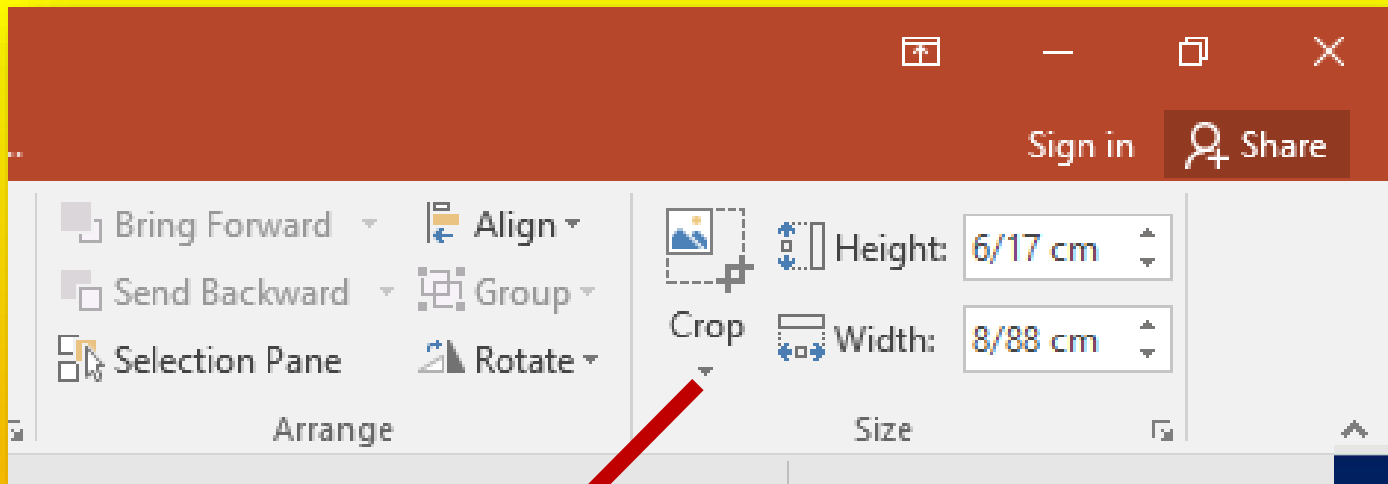 Sign in Share
Bring Forward Align
Send Backward Group
Selection Pane Rotate
Arrange
Crop
Height: 6/17 cm
Width: 8/88 cm
Size